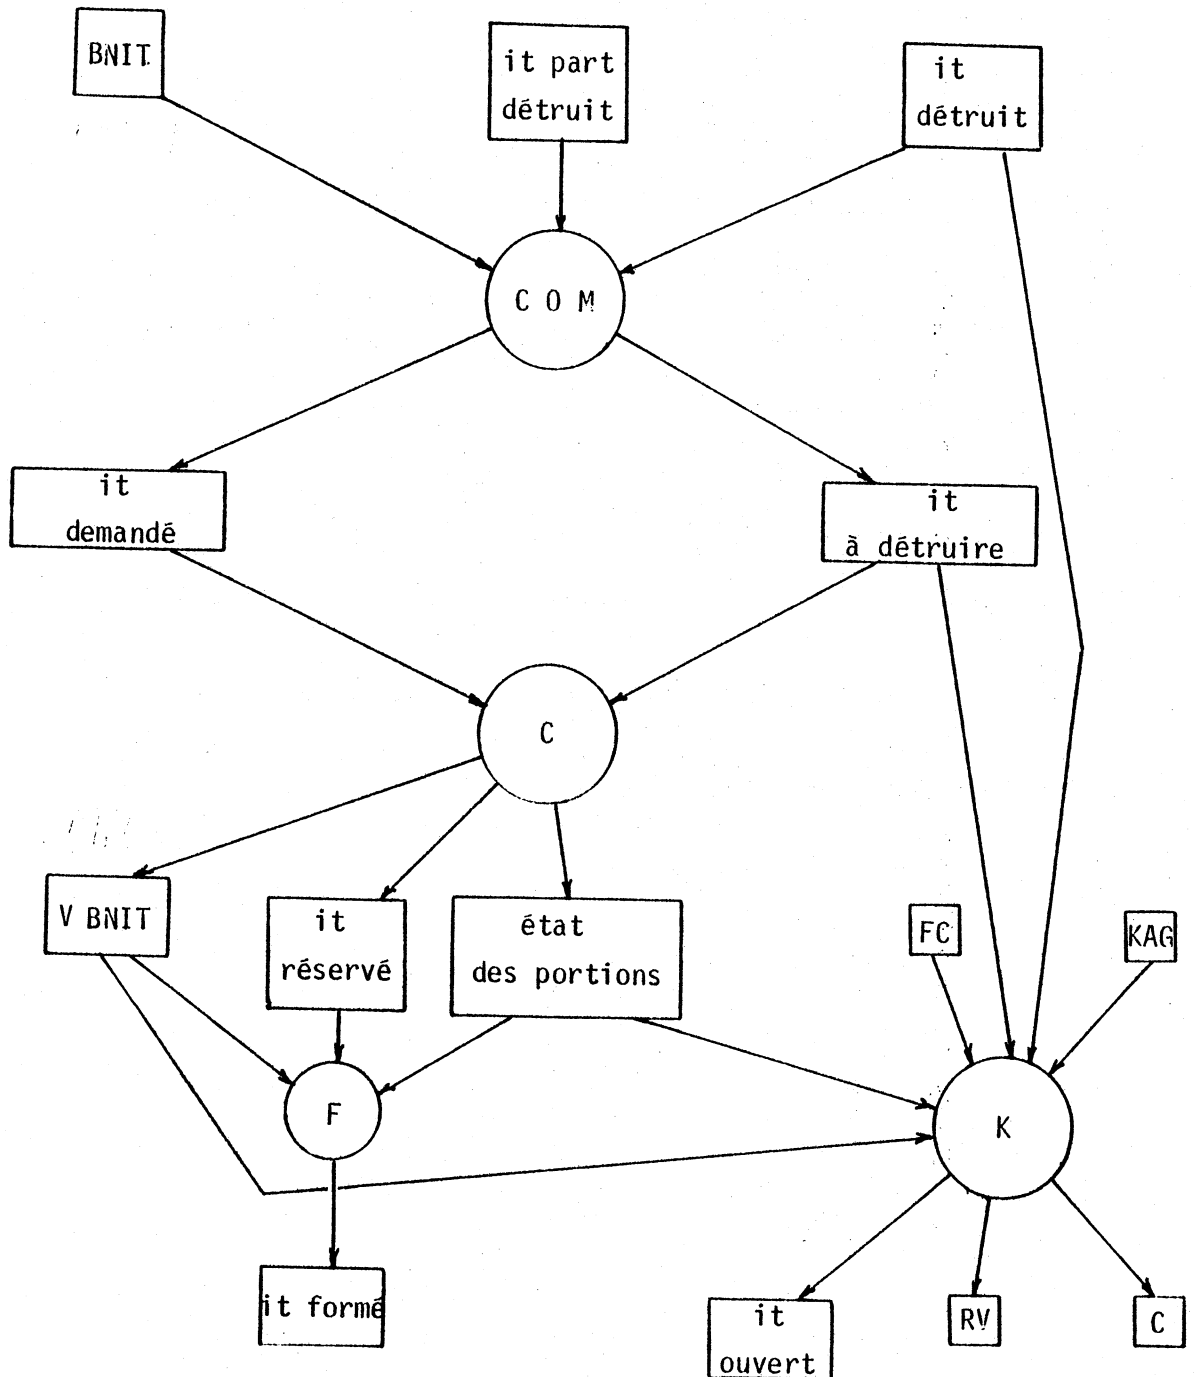 BNIT
it part
détruit
it
détruit
C O M
it
demandé
it
à détruire
C
V BNIT
it
réservé
état
des portions
FC
KAG
F
K
it formé
it
ouvert
RV
C